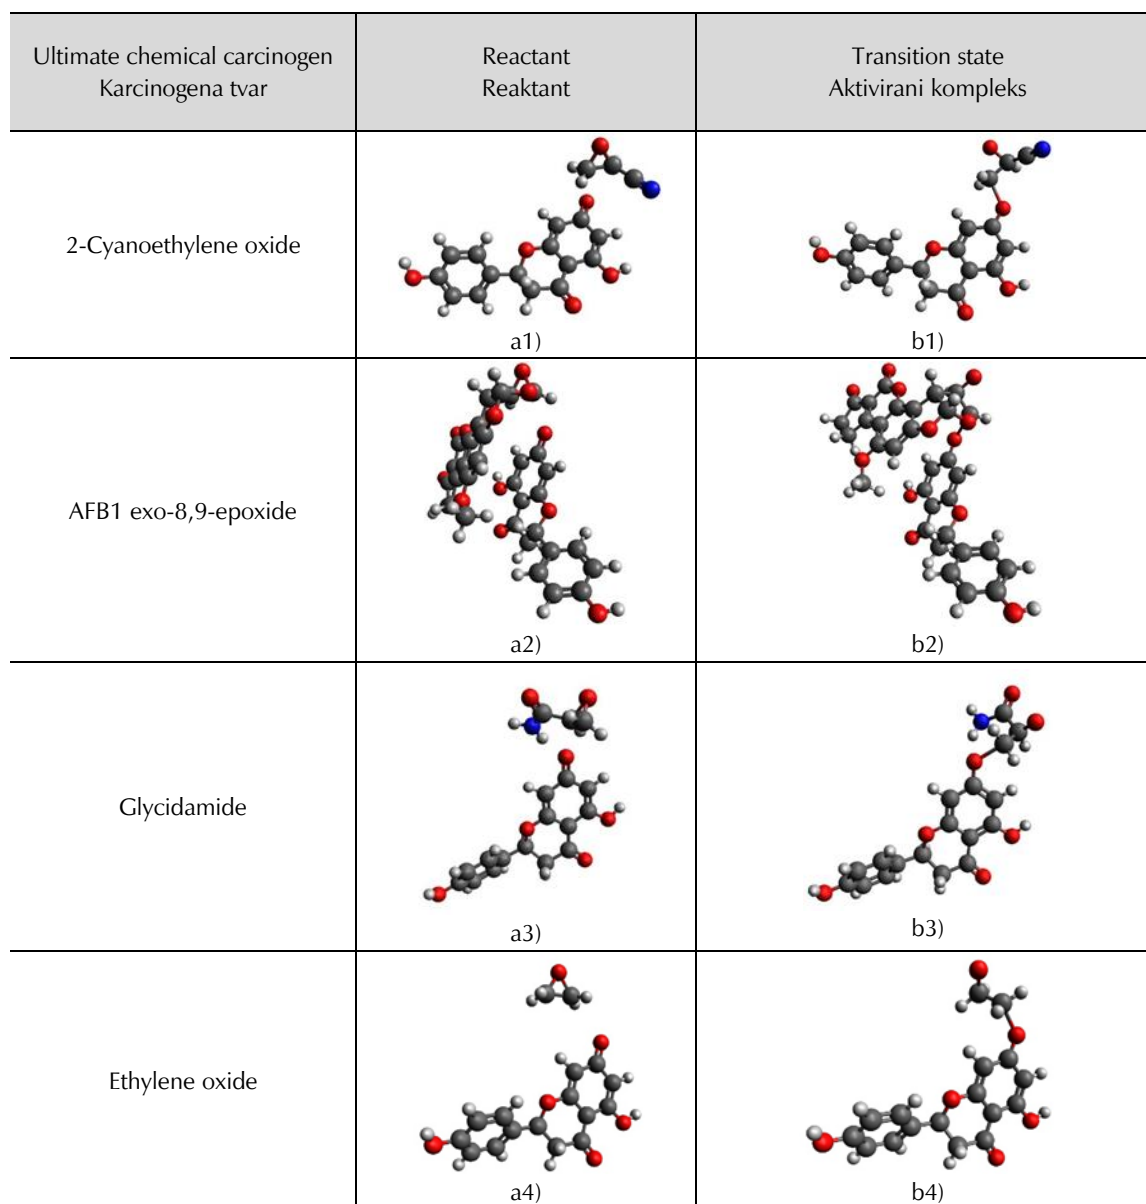 Ultimate chemical carcinogen
Karcinogena tvar
Reactant
Reaktant
Transition state
Aktivirani kompleks
2-Cyanoethylene oxide
a1)
b1)
AFB1 exo-8,9-epoxide
a2)
b2)
Glycidamide
a3)
b3)
Ethylene oxide
a4)
b4)